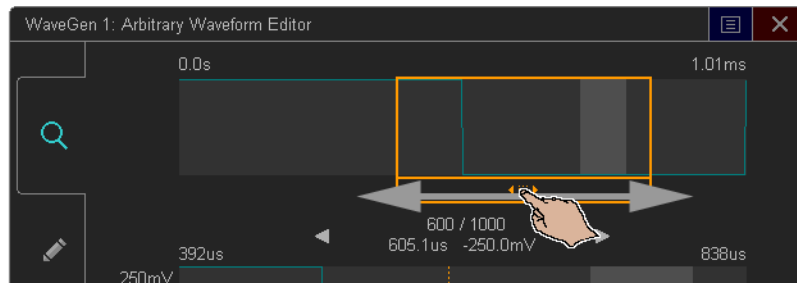 WaveGen 1: Arbitrary Waveform Editor
0.0s 1.01ms
600 / 1000
605.1us -250.0mV
392us 838us
250mV